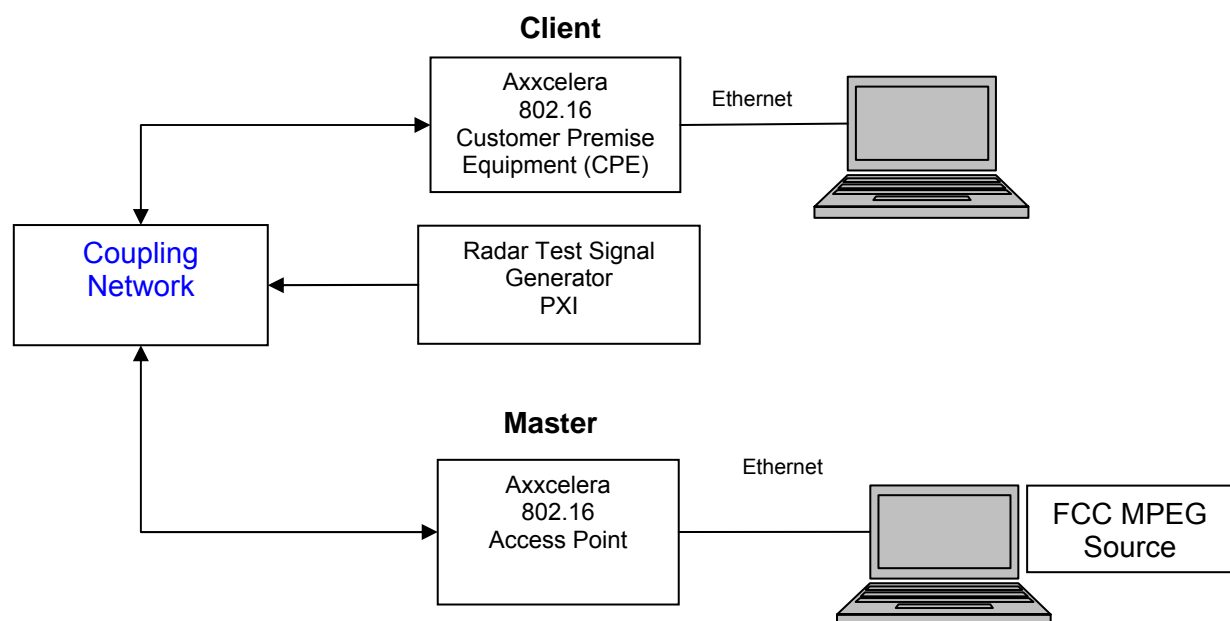 Client
Axxcelera
802.16
Customer Premise
Equipment (CPE)
Ethernet
Coupling
Network
Radar Test Signal
Generator
PXI
Master
Axxcelera
802.16
Access Point
Ethernet
FCC MPEG
Source